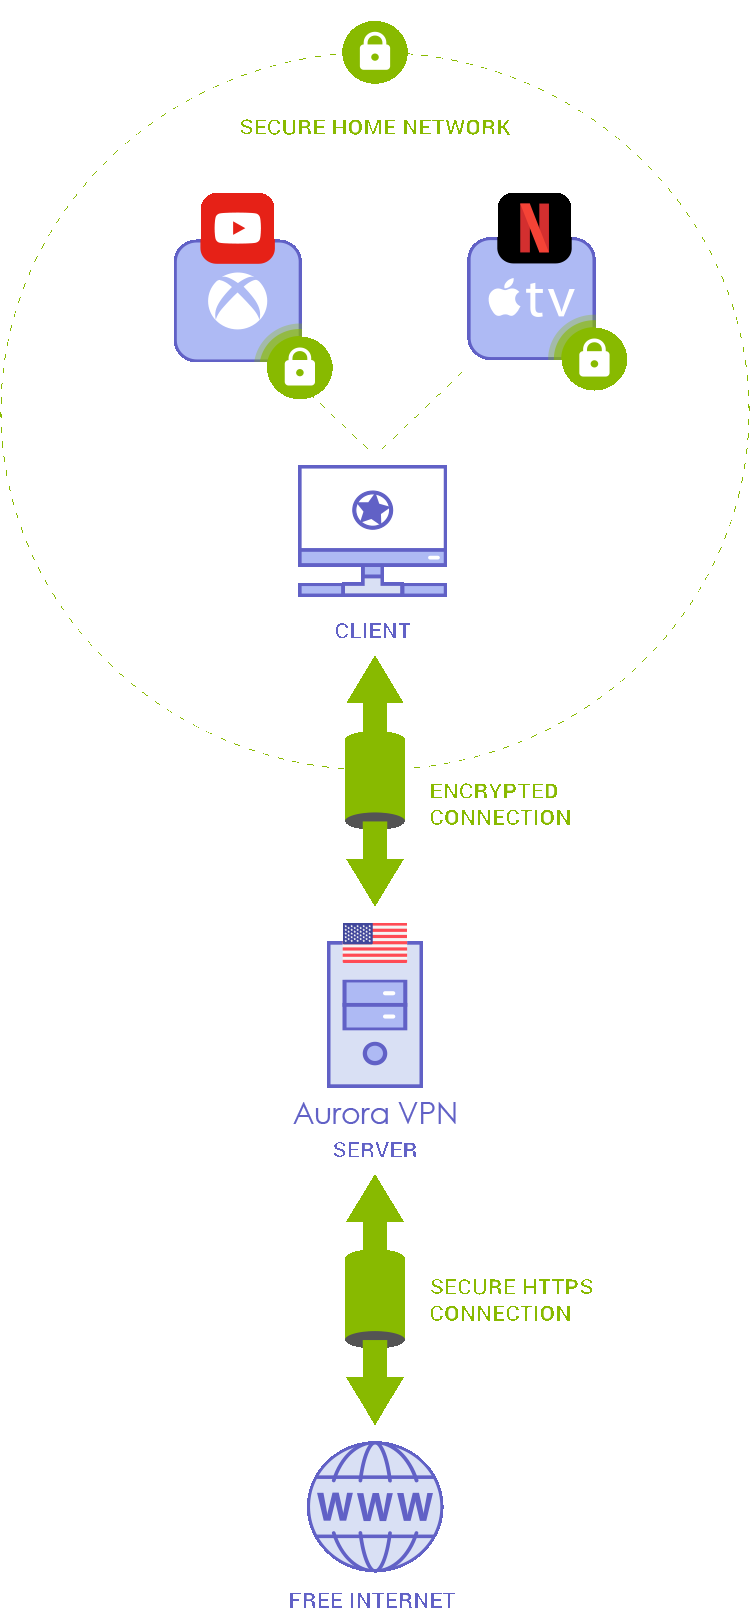 SECURE HOME NETWORK
N
tv
CLIENT
ENCRYPTED
CONNECTION
Aurora VPN
SERVER
SECURE HTTPS
CONNECTION
WWW
FREE INTERNET